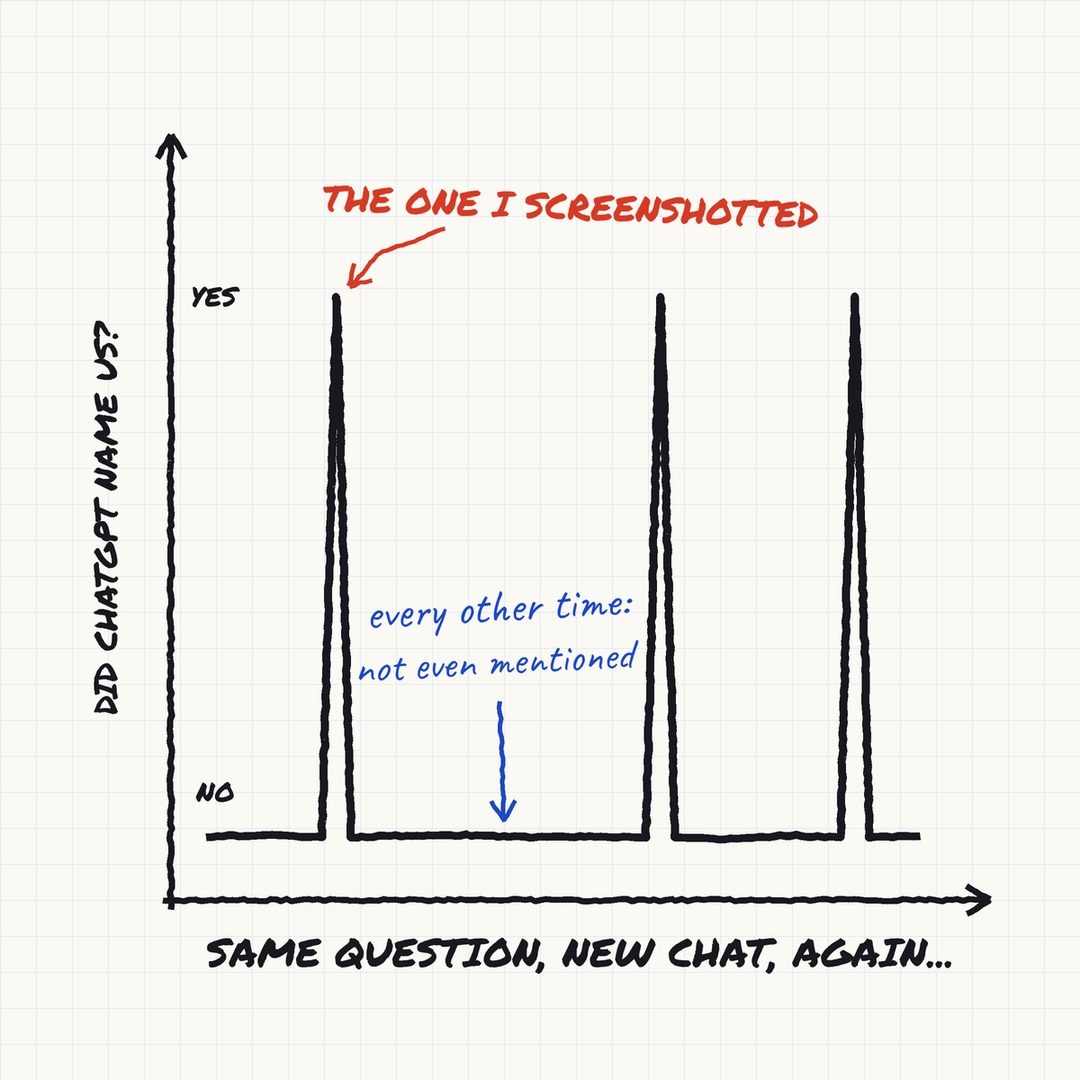 THE ONE I SCREENSHOTTED
YES
DID CHATGPT NAME US?
every other time:
not even mentioned
NO
SAME QUESTION, NEW CHAT, AGAIN...